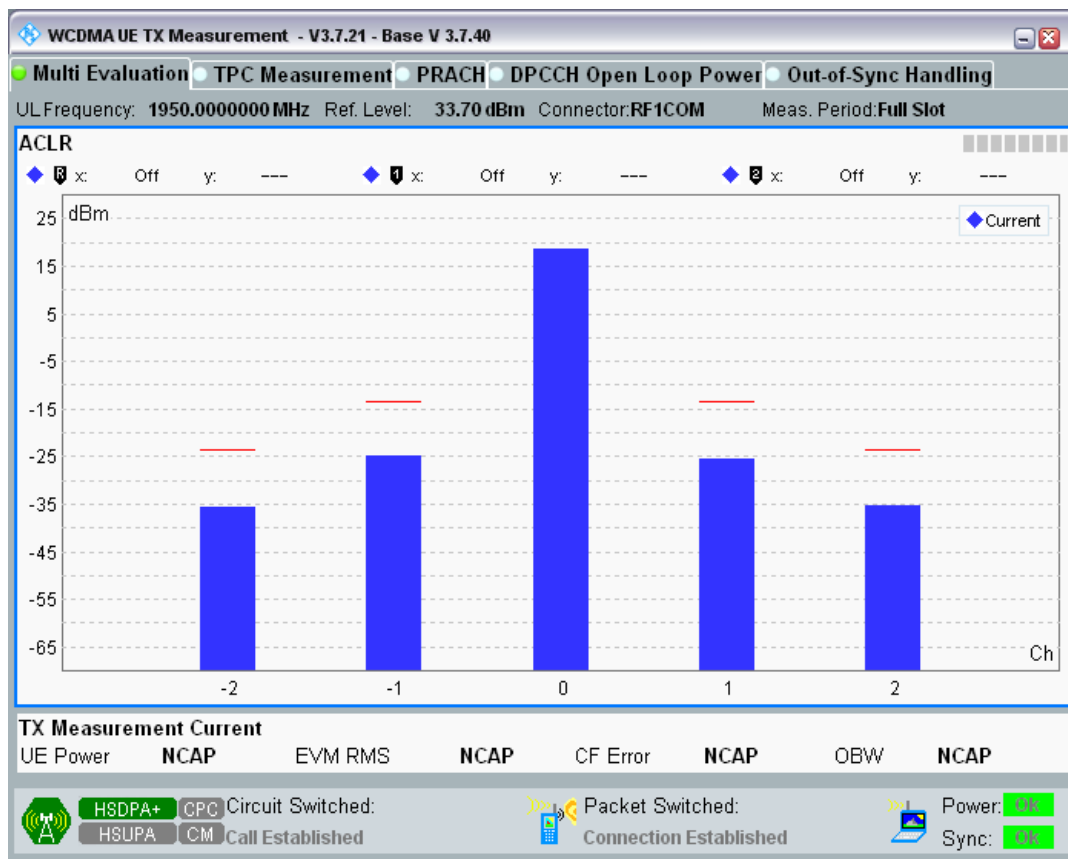 WCDMA UE TX Measurement - V3.7.21 - Base V 3.7.40
Multi Evaluation TPC Measurement PRACH DPCCH Open Loop Power Out-of-Sync Handling
UL Frequency: 1950.0000000 MHz Ref. Level: 33.70 dBm Connector:RF1COM Meas. Period:Full Slot
ACLR
R x: Off y: --- 1 x: Off y: --- 2 x: Off y: ---
25 dBm
Current
15
5
-5
-15
-25
-35
-45
-55
-65
Ch
-2 -1 0 1 2
TX Measurement Current
UE Power NCAP EVM RMS NCAP CF Error NCAP OBW NCAP
HSDPA+ CPC Circuit Switched: Packet Switched: Power: OK
HSUPA CM Call Established Connection Established Sync: OK